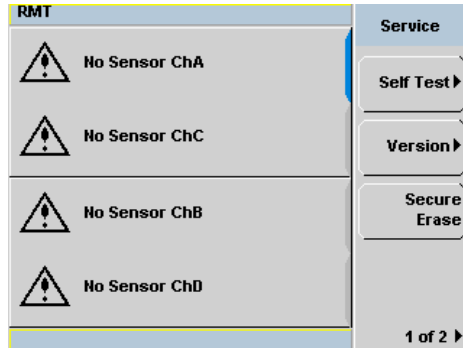 RMT
No Sensor ChA
No Sensor ChC
No Sensor ChB
No Sensor ChD
Service
Self Test
Version
Secure
Erase
1 of 2